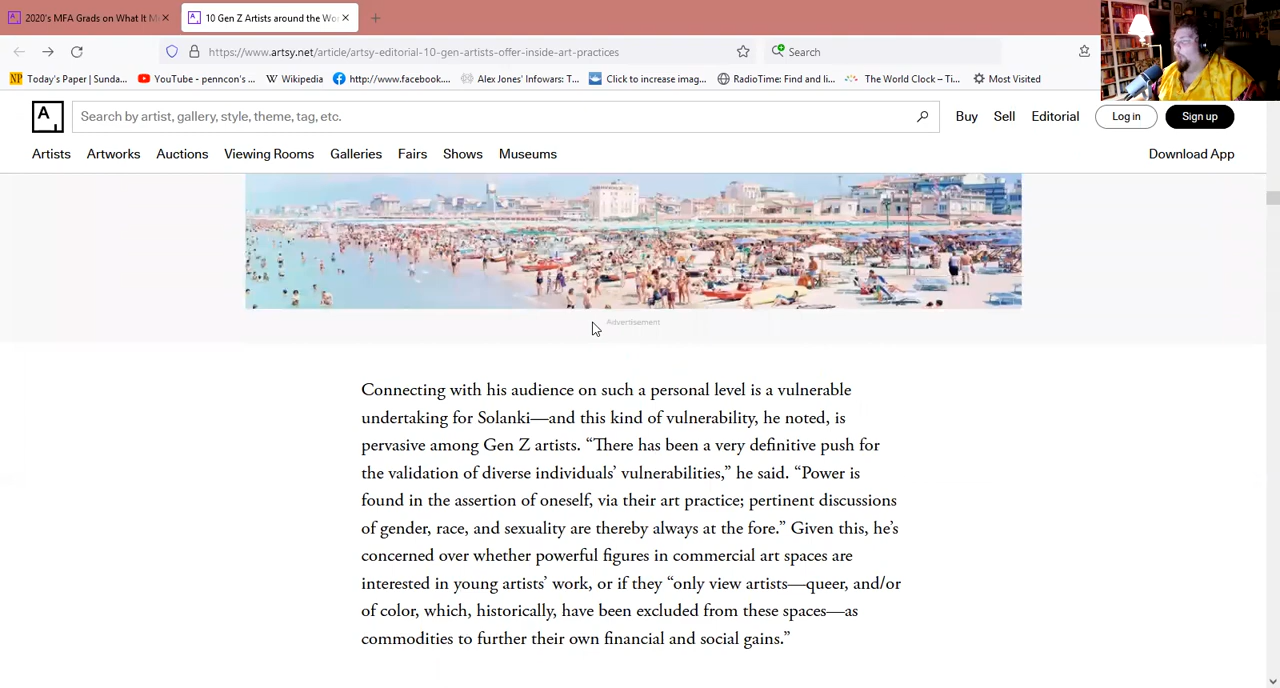 2020's MFA Grads on What It M
10 Gen Z Artists around the Wo
https://www.artsy.net/article/artsy-editorial-10-gen-artists-offer-inside-art-practices
Search
Today's Paper | Sunda...
YouTube - penncon's ...
Wikipedia
http://www.facebook....
Alex Jones' Infowars: T...
Click to increase imag...
RadioTime: Find and li...
The World Clock – Ti...
Most Visited
Search by artist, gallery, style, theme, tag, etc.
Buy
Sell
Editorial
Log in
Sign up
Artists
Artworks
Auctions
Viewing Rooms
Galleries
Fairs
Shows
Museums
Download App
Advertisement
Connecting with his audience on such a personal level is a vulnerable
undertaking for Solanki—and this kind of vulnerability, he noted, is
pervasive among Gen Z artists. “There has been a very definitive push for
the validation of diverse individuals’ vulnerabilities,” he said. “Power is
found in the assertion of oneself, via their art practice; pertinent discussions
of gender, race, and sexuality are thereby always at the fore.” Given this, he’s
concerned over whether powerful figures in commercial art spaces are
interested in young artists’ work, or if they “only view artists—queer, and/or
of color, which, historically, have been excluded from these spaces—as
commodities to further their own financial and social gains.”